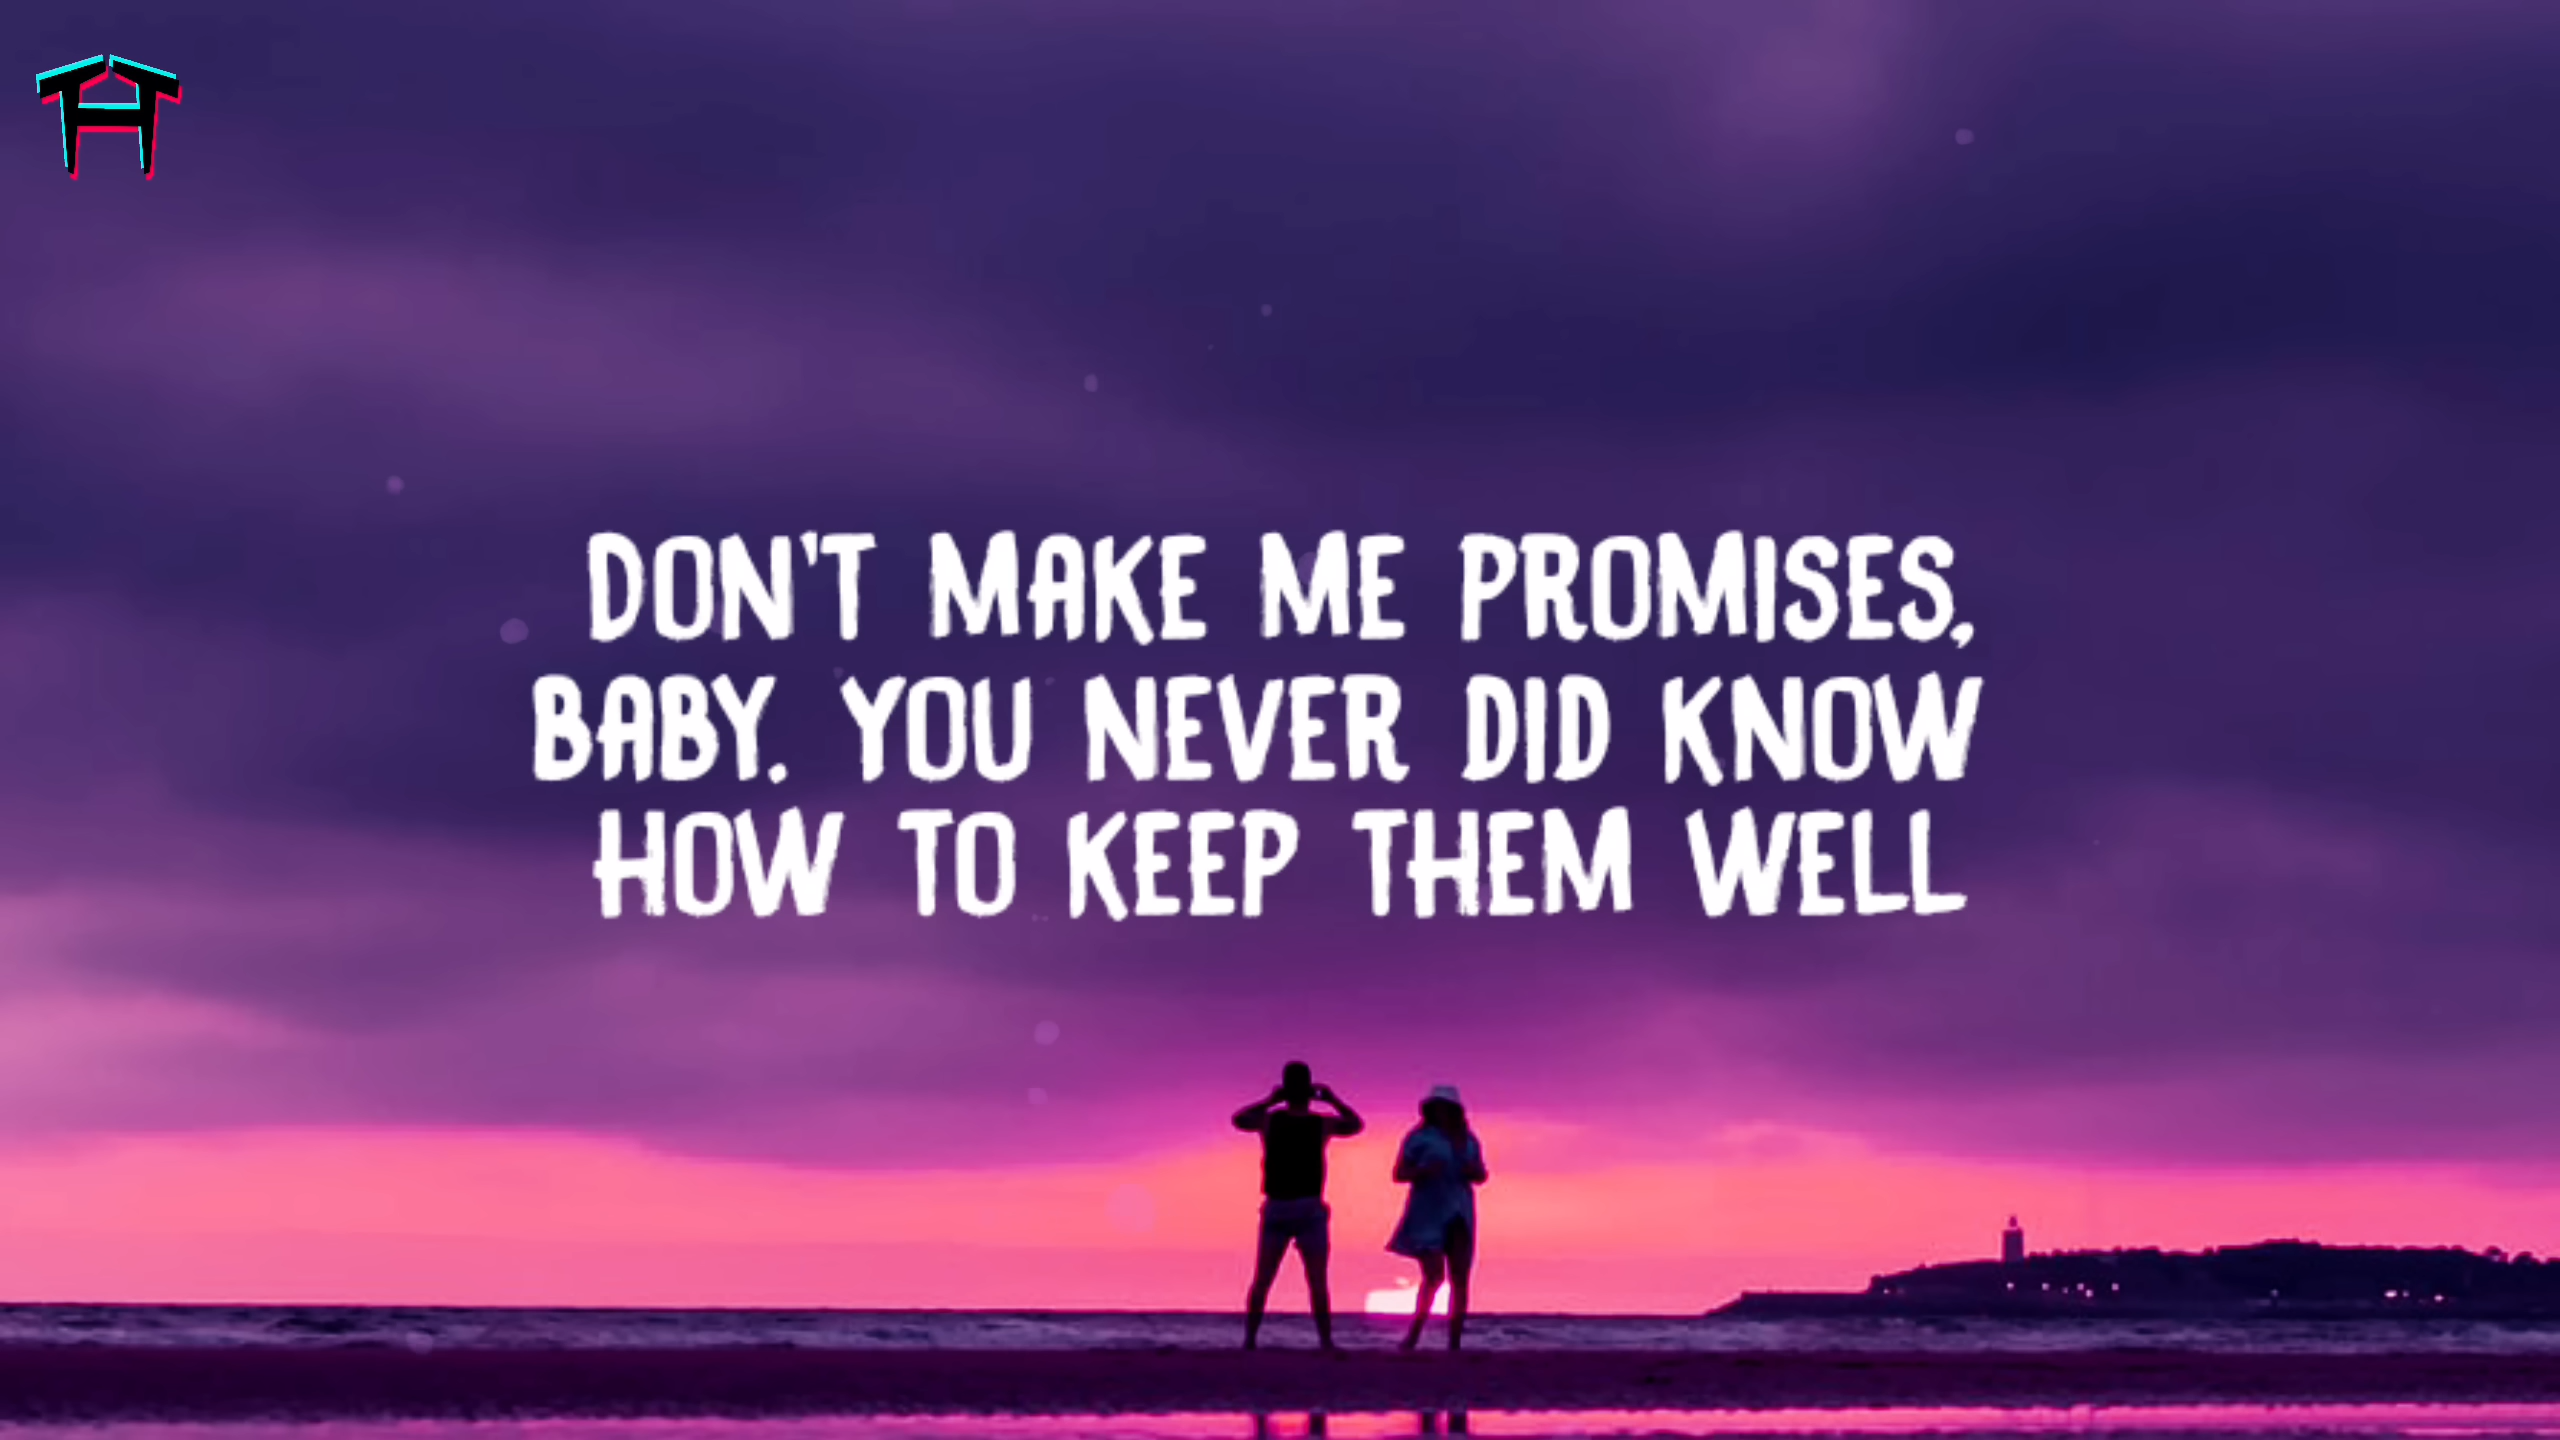 DON'T MAKE ME PROMISES,
BABY. YOU NEVER DID KNOW
HOW TO KEEP THEM WELL